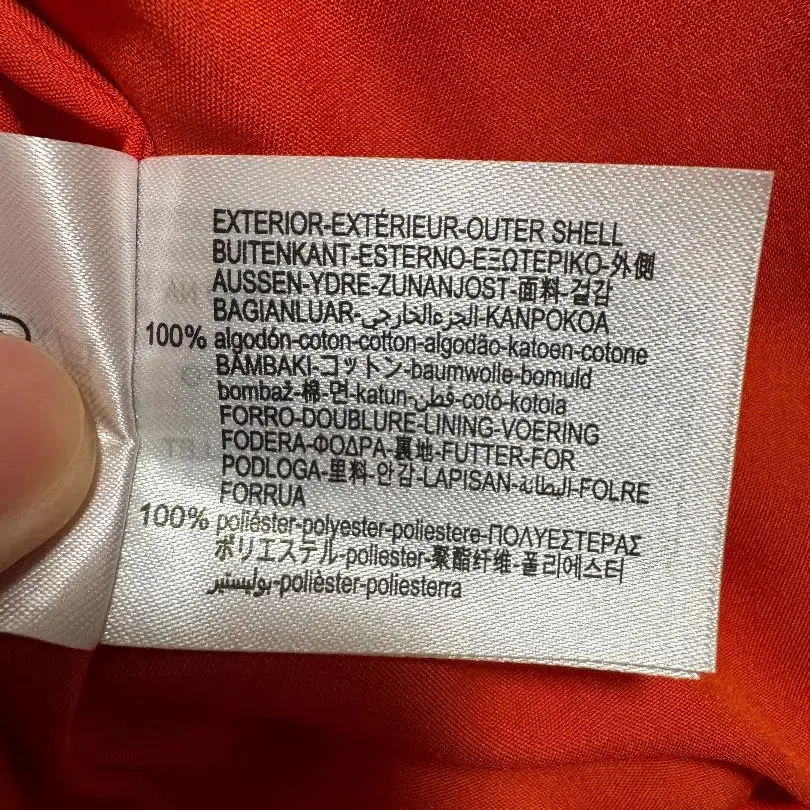 EXTERIOR-EXTÉRIEUR-OUTER SHELL
BUITENKANT-ESTERNO-ΕΞΩΤΕΡΙΚΟ-外側
AUSSEN-YDRE-ZUNANJOST-面料-겉감
BAGIANLUAR-الجزءالخارجي-KANPOKOA
100% algodón-coton-cotton-algodão-katoen-cotone
BAMBAKI-コットン-baumwolle-bomuld
bombaž-棉-면-katun-قطن-cotó-kotoia
FORRO-DOUBLURE-LINING-VOERING
FODERA-ΦΟΔΡΑ-裏地-FUTTER-FOR
PODLOGA-里料-안감-LAPISAN-البطانة-FOLRE
FORRUA
100% poliéster-polyester-poliestere-ΠΟΛΥΕΣΤΕΡΑΣ
ポリエステル-poliester-聚酯纤维-폴리에스터
بوليستير-polièster-poliesterra